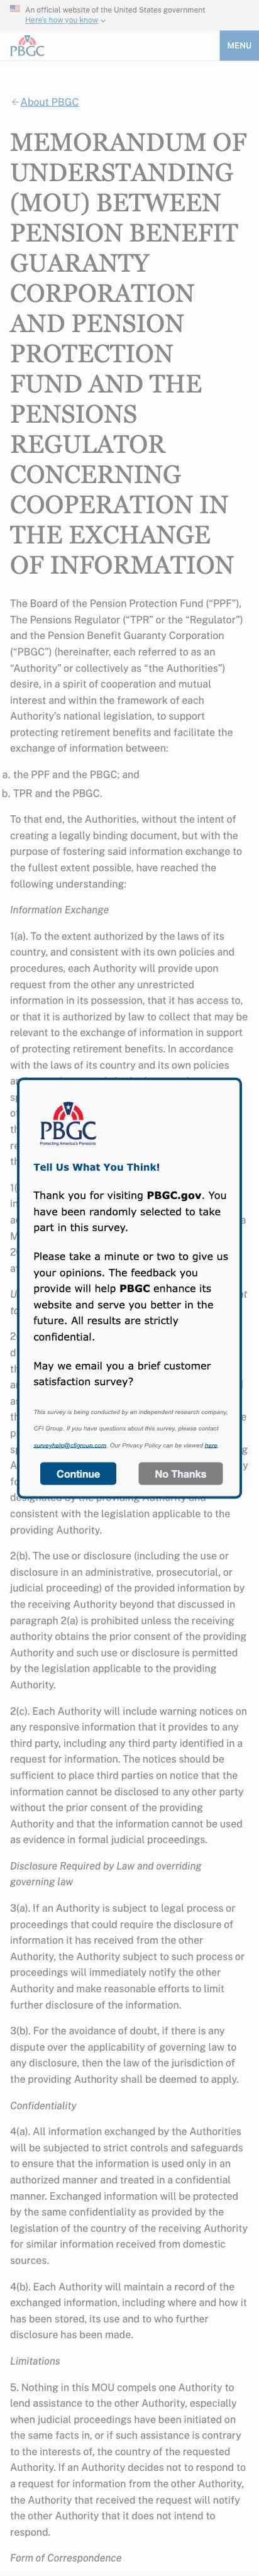 An official website of the United States government
Here's how you know
PBGC
MENU
About PBGC
MEMORANDUM OF
UNDERSTANDING
(MOU) BETWEEN
PENSION BENEFIT
GUARANTY
CORPORATION
AND PENSION
PROTECTION
FUND AND THE
PENSIONS
REGULATOR
CONCERNING
COOPERATION IN
THE EXCHANGE
OF INFORMATION
The Board of the Pension Protection Fund (“PPF”),
The Pensions Regulator (“TPR” or the “Regulator”)
and the Pension Benefit Guaranty Corporation
(“PBGC”) (hereinafter, each referred to as an
“Authority” or collectively as “the Authorities”)
desire, in a spirit of cooperation and mutual
interest and within the framework of each
Authority’s national legislation, to support
protecting retirement benefits and facilitate the
exchange of information between:
a. the PPF and the PBGC; and
b. TPR and the PBGC.
To that end, the Authorities, without the intent of
creating a legally binding document, but with the
purpose of fostering said information exchange to
the fullest extent possible, have reached the
following understanding:
Information Exchange
1(a). To the extent authorized by the laws of its
country, and consistent with its own policies and
procedures, each Authority will provide upon
request from the other any unrestricted
information in its possession, that it has access to,
or that it is authorized by law to collect that may be
relevant to the exchange of information in support
of protecting retirement benefits. In accordance
with the laws of its country and its own policies
PBGC
Protecting America's Pensions
Tell Us What You Think!
Thank you for visiting PBGC.gov. You
have been randomly selected to take
part in this survey.
Please take a minute or two to give us
your opinions. The feedback you
provide will help PBGC enhance its
website and serve you better in the
future. All results are strictly
confidential.
May we email you a brief customer
satisfaction survey?
This survey is being conducted by an independent research company,
CFI Group. If you have questions about this survey, please contact
surveyhelp@cfigroup.com. Our Privacy Policy can be viewed here.
Continue
No Thanks
designated by the providing Authority and
consistent with the legislation applicable to the
providing Authority.
2(b). The use or disclosure (including the use or
disclosure in an administrative, prosecutorial, or
judicial proceeding) of the provided information by
the receiving Authority beyond that discussed in
paragraph 2(a) is prohibited unless the receiving
authority obtains the prior consent of the providing
Authority and such use or disclosure is permitted
by the legislation applicable to the providing
Authority.
2(c). Each Authority will include warning notices on
any responsive information that it provides to any
third party, including any third party identified in a
request for information. The notices should be
sufficient to place third parties on notice that the
information cannot be disclosed to any other party
without the prior consent of the providing
Authority and that the information cannot be used
as evidence in formal judicial proceedings.
Disclosure Required by Law and overriding
governing law
3(a). If an Authority is subject to legal process or
proceedings that could require the disclosure of
information it has received from the other
Authority, the Authority subject to such process or
proceedings will immediately notify the other
Authority and make reasonable efforts to limit
further disclosure of the information.
3(b). For the avoidance of doubt, if there is any
dispute over the applicability of governing law to
any disclosure, then the law of the jurisdiction of
the providing Authority shall be deemed to apply.
Confidentiality
4(a). All information exchanged by the Authorities
will be subjected to strict controls and safeguards
to ensure that the information is used only in an
authorized manner and treated in a confidential
manner. Exchanged information will be protected
by the same confidentiality as provided by the
legislation of the country of the receiving Authority
for similar information received from domestic
sources.
4(b). Each Authority will maintain a record of the
exchanged information, including where and how it
has been stored, its use and to who further
disclosure has been made.
Limitations
5. Nothing in this MOU compels one Authority to
lend assistance to the other Authority, especially
when judicial proceedings have been initiated on
the same facts in, or if such assistance is contrary
to the interests of, the country of the requested
Authority. If an Authority decides not to respond to
a request for information from the other Authority,
the Authority that received the request will notify
the other Authority that it does not intend to
respond.
Form of Correspondence